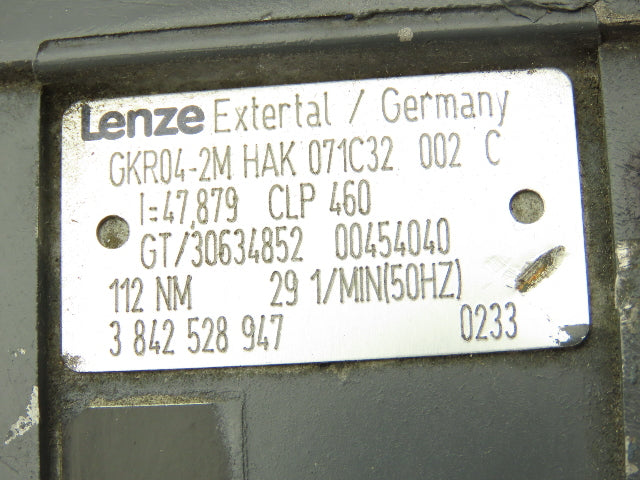 Lenze Extertal / Germany
GKR04-2M HAK 071C32 002 C
I=47,879 CLP 460
GT/30634852 00454040
112 NM 29 1/MIN(50HZ)
3 842 528 947 0233